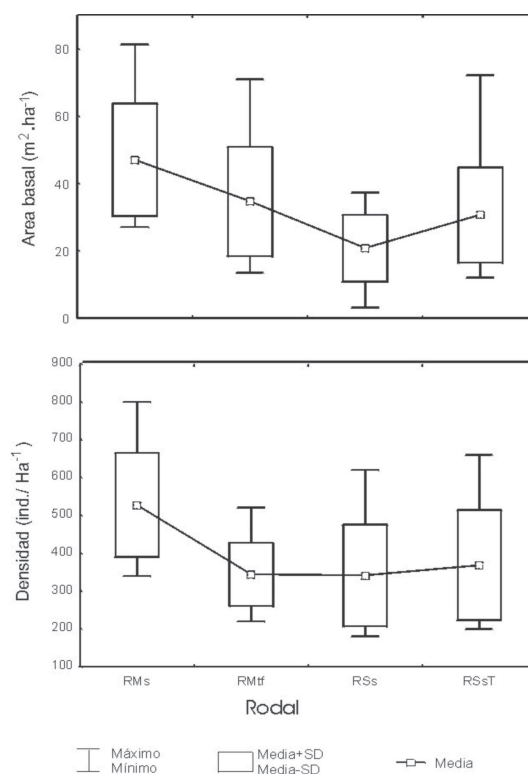 Area basal (m².ha⁻¹)
80
60
40
20
0
Densidad (ind./ Ha⁻¹)
900
800
700
600
500
400
300
200
100
RMs RMtf RSs RSsT
Rodal
Máximo
Mínimo
Media+SD
Media-SD
Media